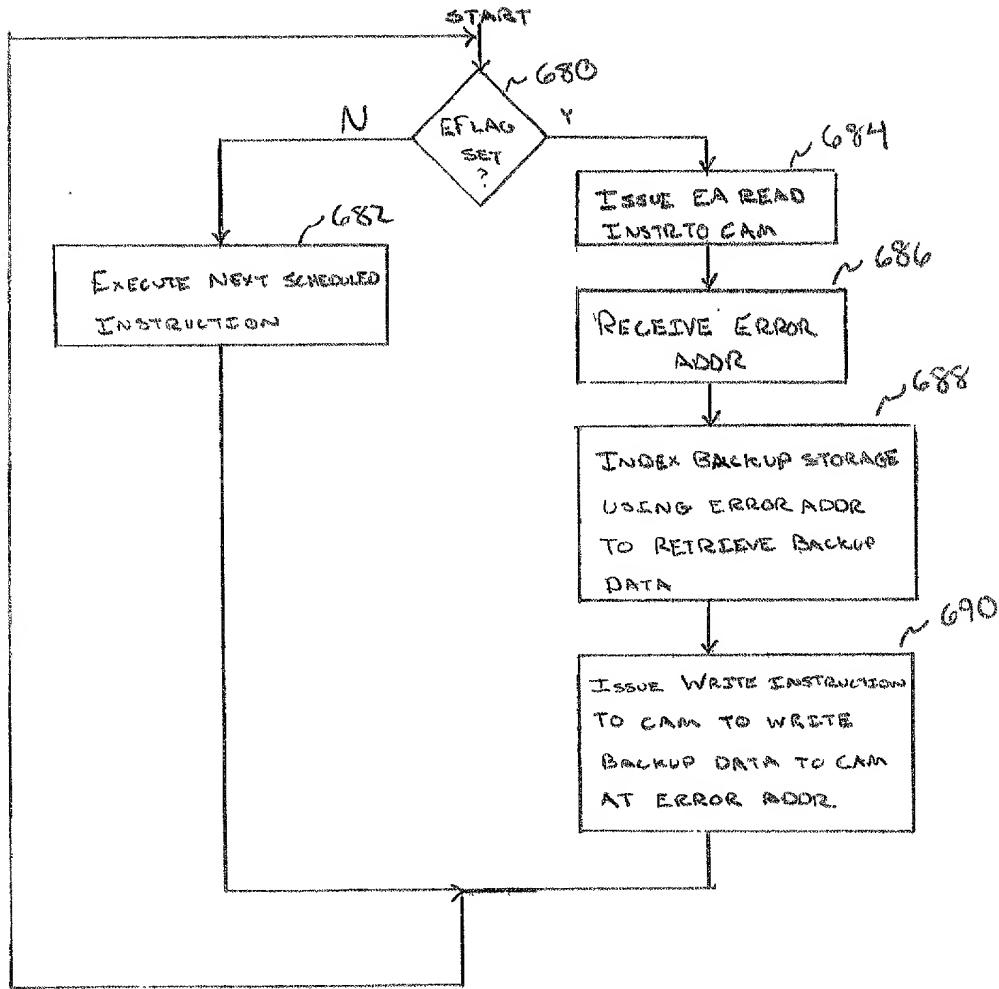 START
680
EFLAG
SET
?
N
Y
682
EXECUTE NEXT SCHEDULED
INSTRUCTION
684
ISSUE EA READ
INSTR TO CAM
686
RECEIVE ERROR
ADDR
688
INDEX BACKUP STORAGE
USING ERROR ADDR
TO RETRIEVE BACKUP
DATA
690
ISSUE WRITE INSTRUCTION
TO CAM TO WRITE
BACKUP DATA TO CAM
AT ERROR ADDR.